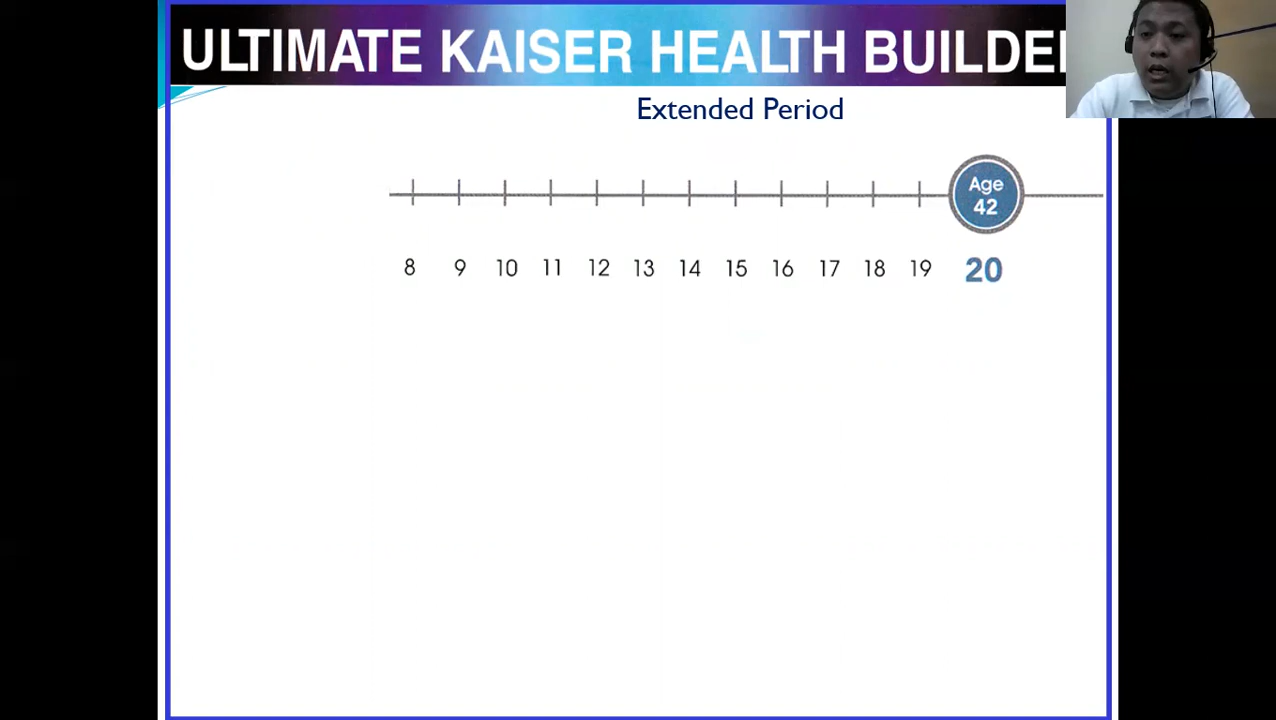 ULTIMATE KAISER HEALTH BUILDE
Extended Period
Age
42
8 9 10 11 12 13 14 15 16 17 18 19 20